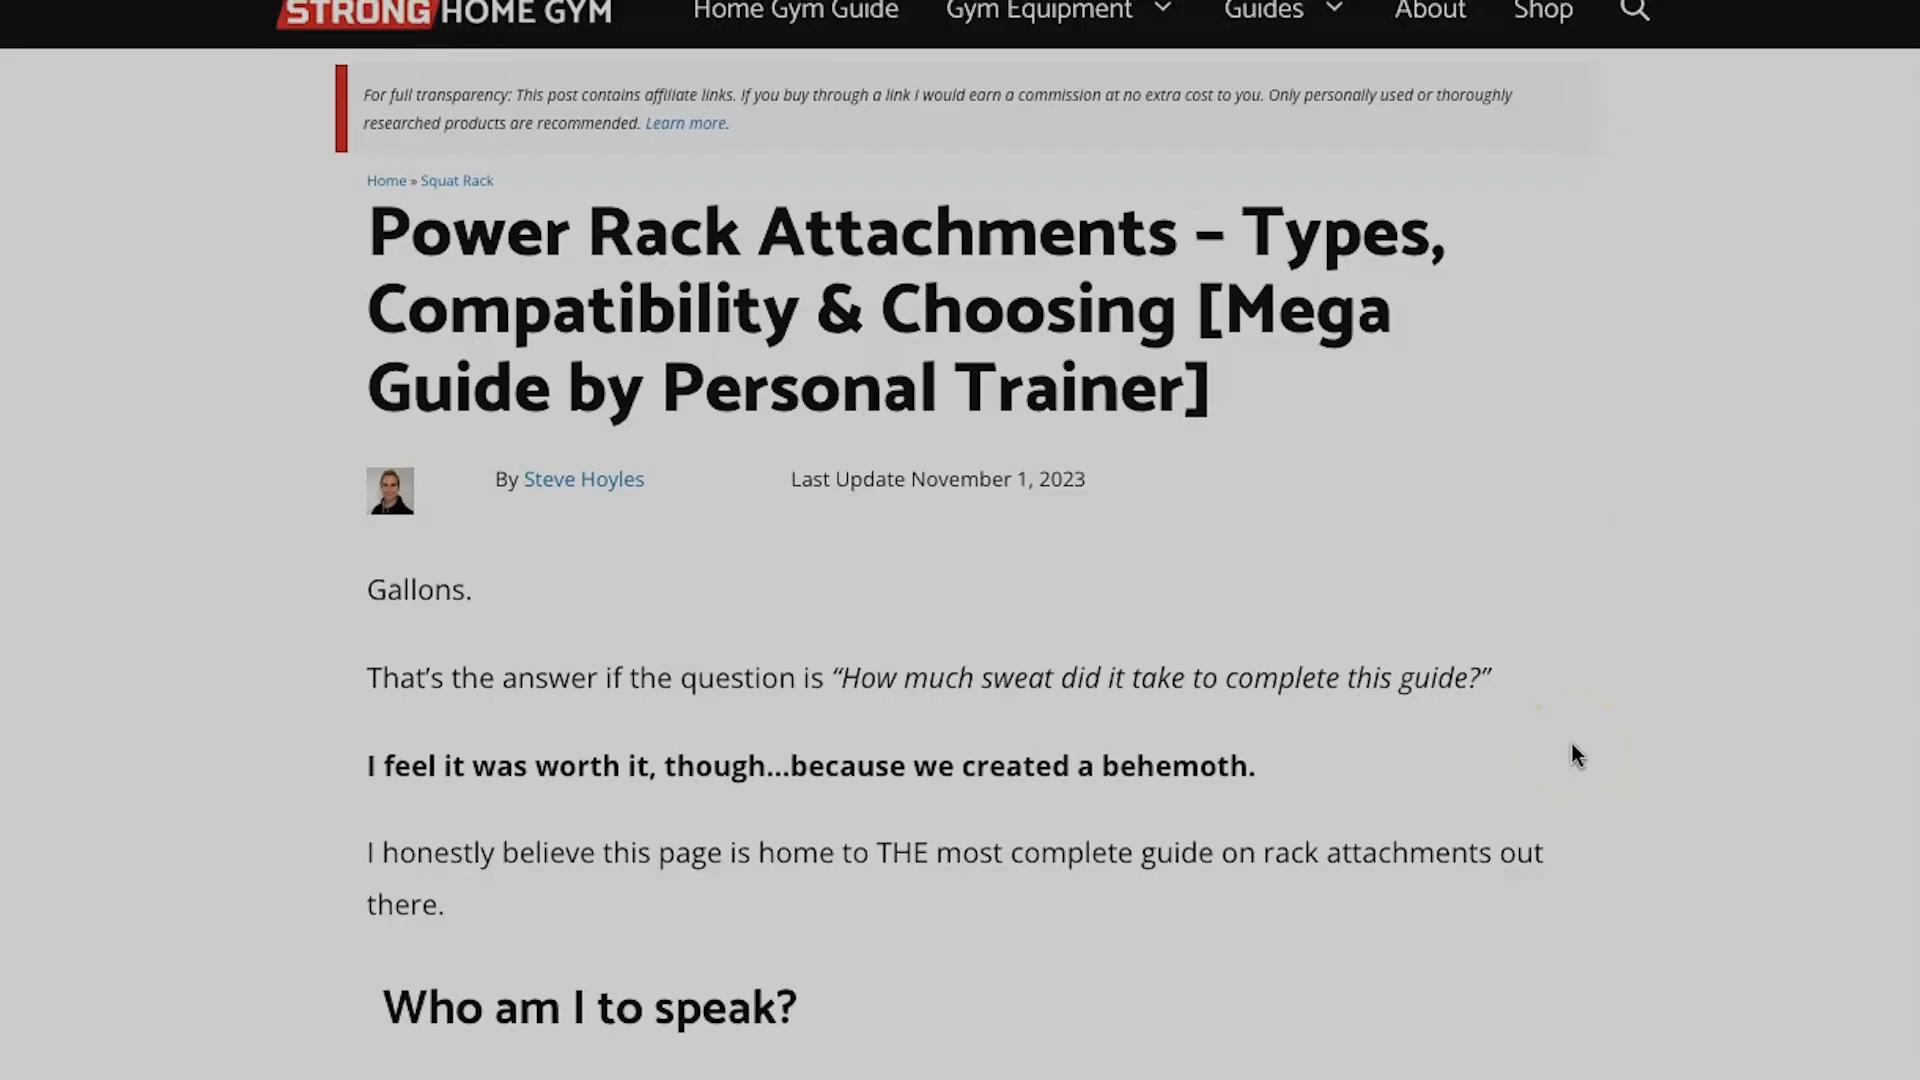 STRONG HOME GYM
Home Gym Guide
Gym Equipment
Guides
About
Shop
For full transparency: This post contains affiliate links. If you buy through a link I would earn a commission at no extra cost to you. Only personally used or thoroughly
researched products are recommended. Learn more.
Home » Squat Rack
Power Rack Attachments – Types,
Compatibility & Choosing [Mega
Guide by Personal Trainer]
By Steve Hoyles
Last Update November 1, 2023
Gallons.
That’s the answer if the question is “How much sweat did it take to complete this guide?”
I feel it was worth it, though…because we created a behemoth.
I honestly believe this page is home to THE most complete guide on rack attachments out
there.
Who am I to speak?